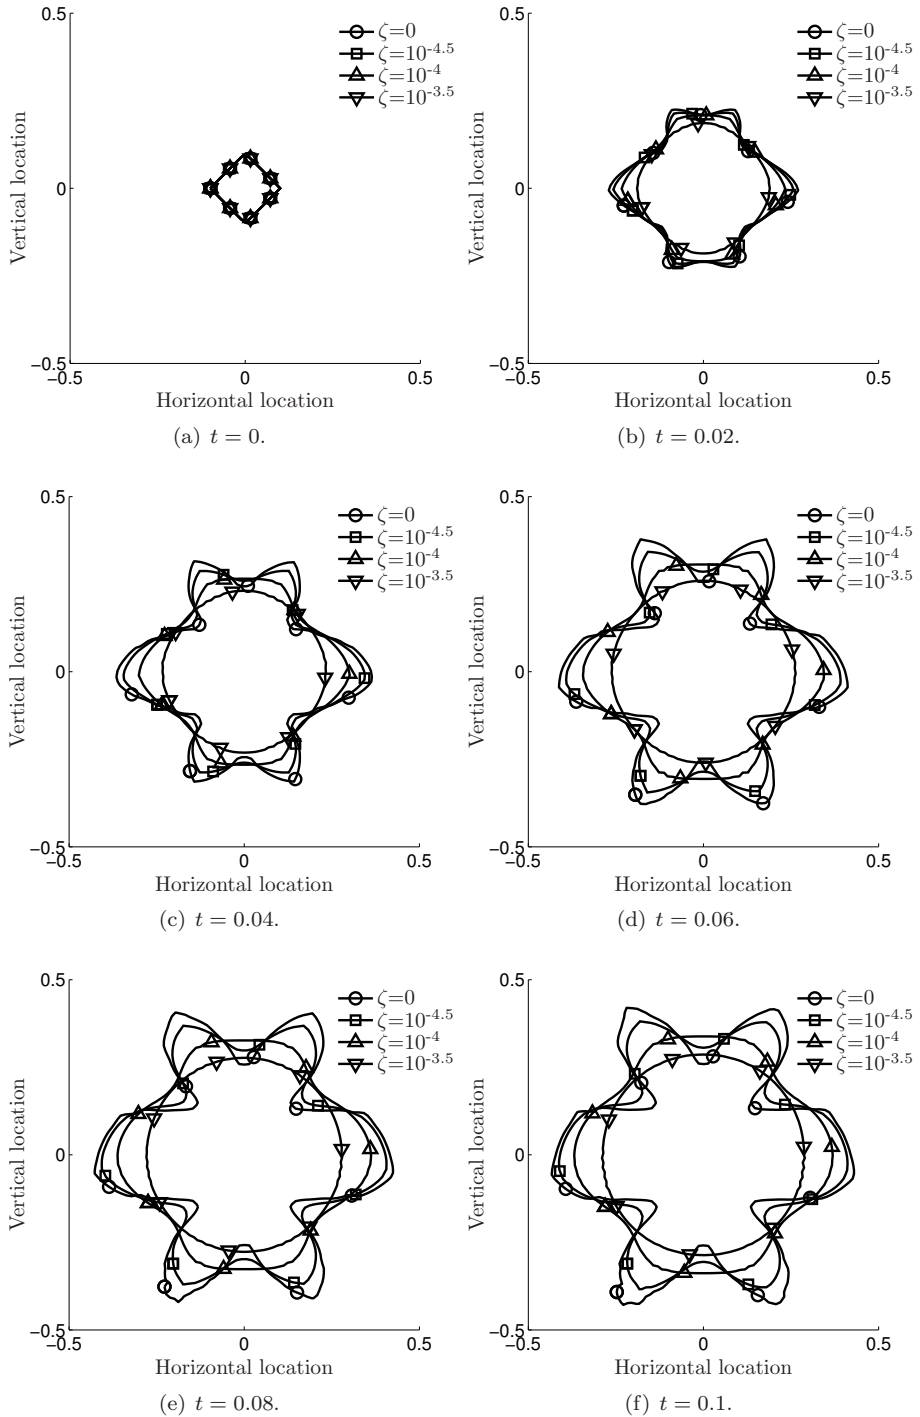 0.5
ζ=0
ζ=10^-4.5
ζ=10^-4
ζ=10^-3.5
Vertical location
0
−0.5
−0.5
0
0.5
Horizontal location
(a) t = 0.
0.5
ζ=0
ζ=10^-4.5
ζ=10^-4
ζ=10^-3.5
Vertical location
0
−0.5
−0.5
0
0.5
Horizontal location
(b) t = 0.02.
0.5
ζ=0
ζ=10^-4.5
ζ=10^-4
ζ=10^-3.5
Vertical location
0
−0.5
−0.5
0
0.5
Horizontal location
(c) t = 0.04.
0.5
ζ=0
ζ=10^-4.5
ζ=10^-4
ζ=10^-3.5
Vertical location
0
−0.5
−0.5
0
0.5
Horizontal location
(d) t = 0.06.
0.5
ζ=0
ζ=10^-4.5
ζ=10^-4
ζ=10^-3.5
Vertical location
0
−0.5
−0.5
0
0.5
Horizontal location
(e) t = 0.08.
0.5
ζ=0
ζ=10^-4.5
ζ=10^-4
ζ=10^-3.5
Vertical location
0
−0.5
−0.5
0
0.5
Horizontal location
(f) t = 0.1.